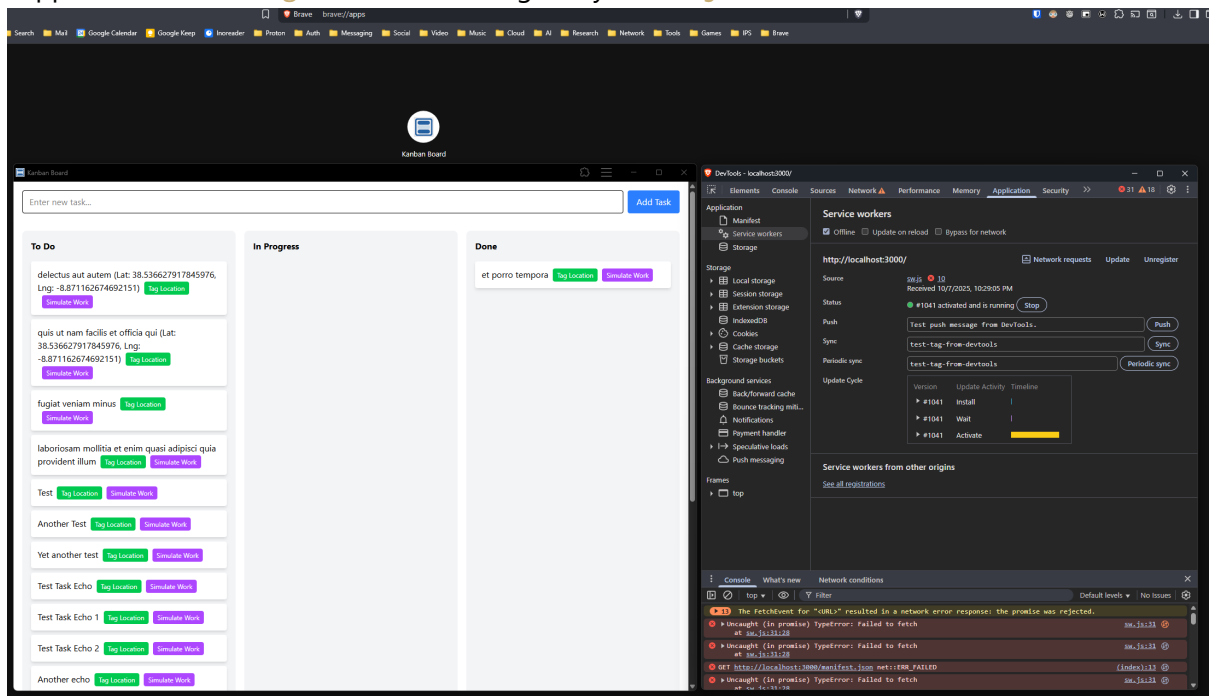 Brave brave://apps
Search Mail Google Calendar Google Keep Inoreader Proton Auth Messaging Social Video Music Cloud AI Research Network Tools Games IPS Brave
Kanban Board
Kanban Board
Enter new task...
Add Task
To Do
delectus aut autem (Lat: 38.536627917845976,
Lng: -8.871162674692151) Tag Location
Simulate Work
quis ut nam facilis et officia qui (Lat:
38.536627917845976, Lng:
-8.871162674692151) Tag Location
Simulate Work
fugiat veniam minus Tag Location
Simulate Work
laboriosam mollitia et enim quasi adipisci quia
provident illum Tag Location Simulate Work
Test Tag Location Simulate Work
Another Test Tag Location Simulate Work
Yet another test Tag Location Simulate Work
Test Task Echo Tag Location Simulate Work
Test Task Echo 1 Tag Location Simulate Work
Test Task Echo 2 Tag Location Simulate Work
Another echo Tag Location Simulate Work
In Progress
Done
et porro tempora Tag Location Simulate Work
DevTools - localhost:3000/
Elements Console Sources Network Performance Memory Application Security 31 18
Application
Manifest
Service workers
Storage
Storage
Local storage
Session storage
Extension storage
IndexedDB
Cookies
Cache storage
Storage buckets
Background services
Back/forward cache
Bounce tracking miti...
Notifications
Payment handler
Speculative loads
Push messaging
Frames
top
Service workers
Offline Update on reload Bypass for network
http://localhost:3000/ Network requests Update Unregister
Source sw.js 10
Received 10/7/2025, 10:29:05 PM
Status #1041 activated and is running Stop
Push Test push message from DevTools. Push
Sync test-tag-from-devtools Sync
Periodic sync test-tag-from-devtools Periodic sync
Update Cycle
Version Update Activity Timeline
#1041 Install
#1041 Wait
#1041 Activate
Service workers from other origins
See all registrations
Console What's new Network conditions
top Filter Default levels No Issues
13 The FetchEvent for "<URL>" resulted in a network error response: the promise was rejected.
Uncaught (in promise) TypeError: Failed to fetch sw.js:31
at sw.js:31:28
Uncaught (in promise) TypeError: Failed to fetch sw.js:31
at sw.js:31:28
GET http://localhost:3000/manifest.json net::ERR_FAILED (index):13
Uncaught (in promise) TypeError: Failed to fetch sw.js:31
at sw.js:31:28